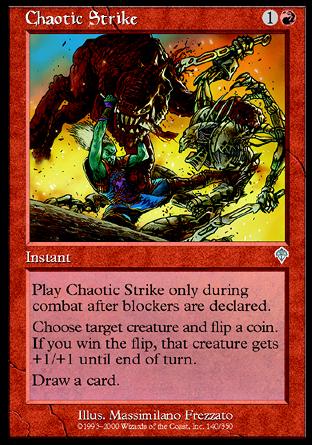 Chaotic Strike 1
Instant
Play Chaotic Strike only during
combat after blockers are declared.
Choose target creature and flip a coin.
If you win the flip, that creature gets
+1/+1 until end of turn.
Draw a card.
Illus. Massimiliano Frezzato
©1993–2000 Wizards of the Coast, Inc. 140/350